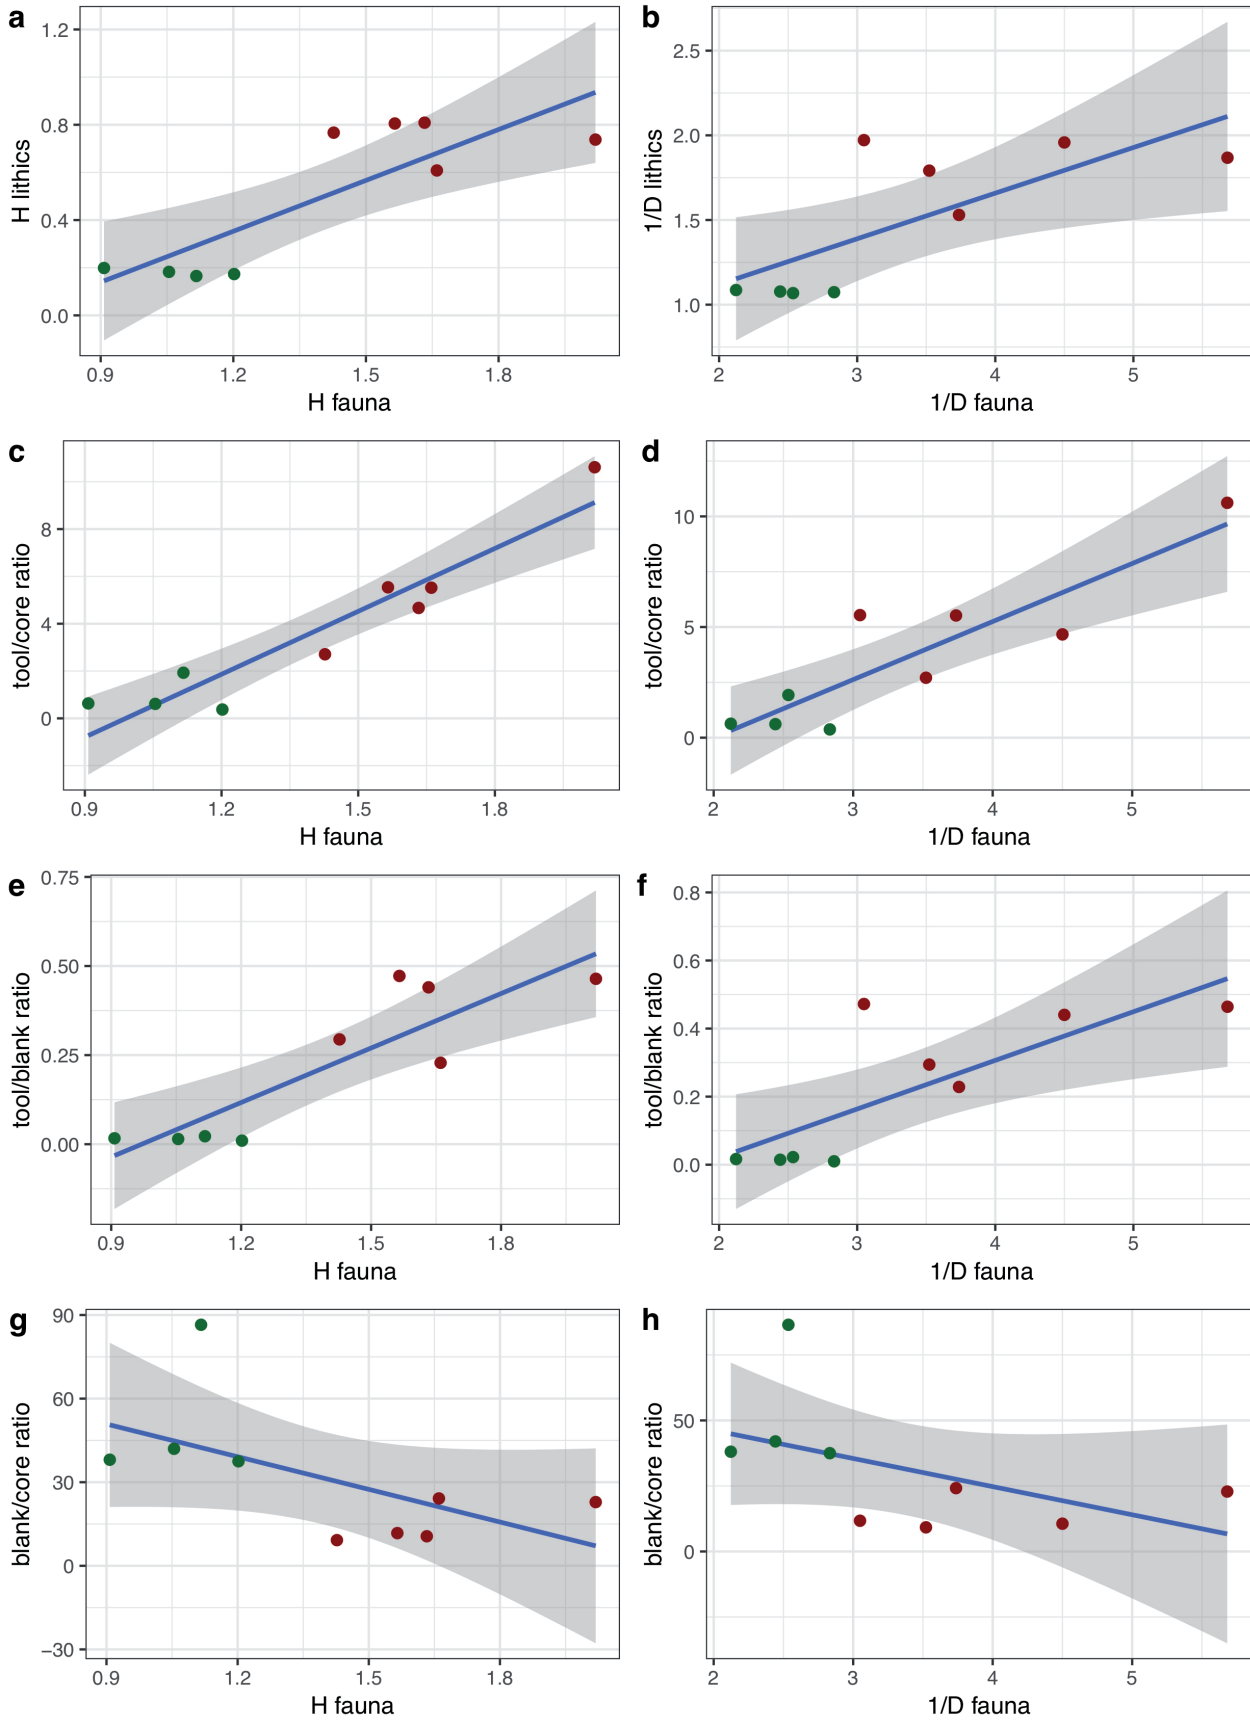 a
b
1.2
0.8
0.4
0.0
H lithics
0.9 1.2 1.5 1.8
H fauna
2.5
2.0
1.5
1.0
1/D lithics
2 3 4 5
1/D fauna
c
d
8
4
0
tool/core ratio
0.9 1.2 1.5 1.8
H fauna
10
5
0
tool/core ratio
2 3 4 5
1/D fauna
e
f
0.75
0.50
0.25
0.00
tool/blank ratio
0.9 1.2 1.5 1.8
H fauna
0.8
0.6
0.4
0.2
0.0
tool/blank ratio
2 3 4 5
1/D fauna
g
h
90
60
30
0
−30
blank/core ratio
0.9 1.2 1.5 1.8
H fauna
50
0
blank/core ratio
2 3 4 5
1/D fauna